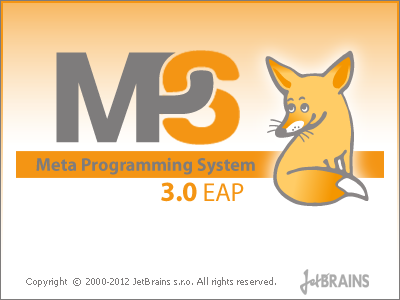 MPS
Meta Programming System
3.0 EAP
Copyright © 2000-2012 JetBrains s.r.o. All rights reserved.
JetBRAINS